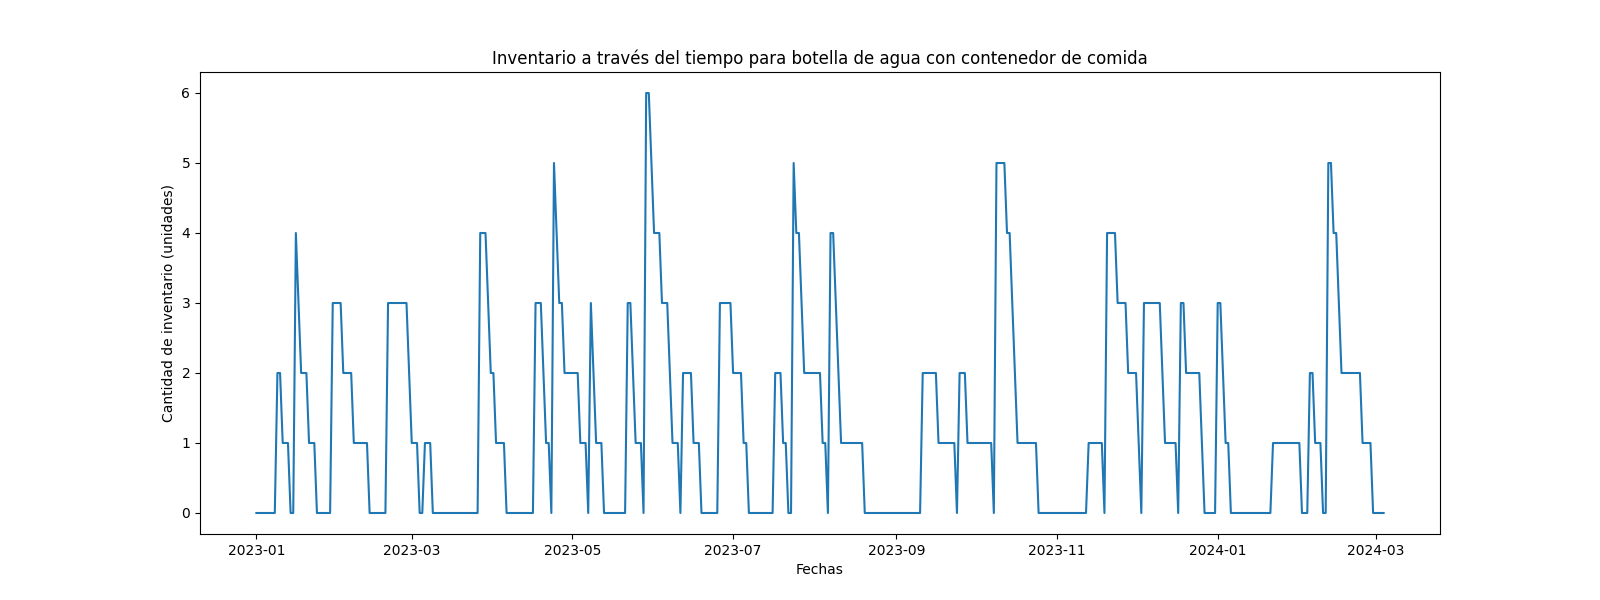 Inventario a través del tiempo para botella de agua con contenedor de comida
Cantidad de inventario (unidades)
6
5
4
3
2
1
0
2023-01 2023-03 2023-05 2023-07 2023-09 2023-11 2024-01 2024-03
Fechas